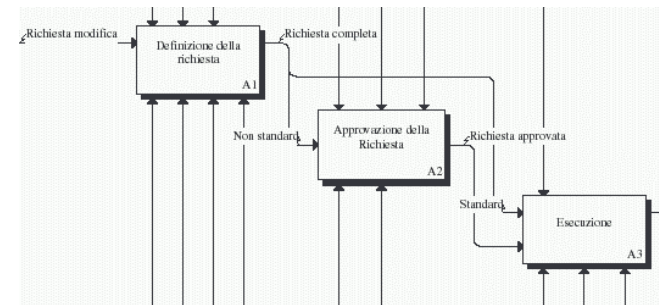 Richiesta modifica
Definizione della
richiesta
A1
Richiesta completa
Non standard
Approvazione della
Richiesta
A2
Richiesta approvata
Standard
Esecuzione
A3